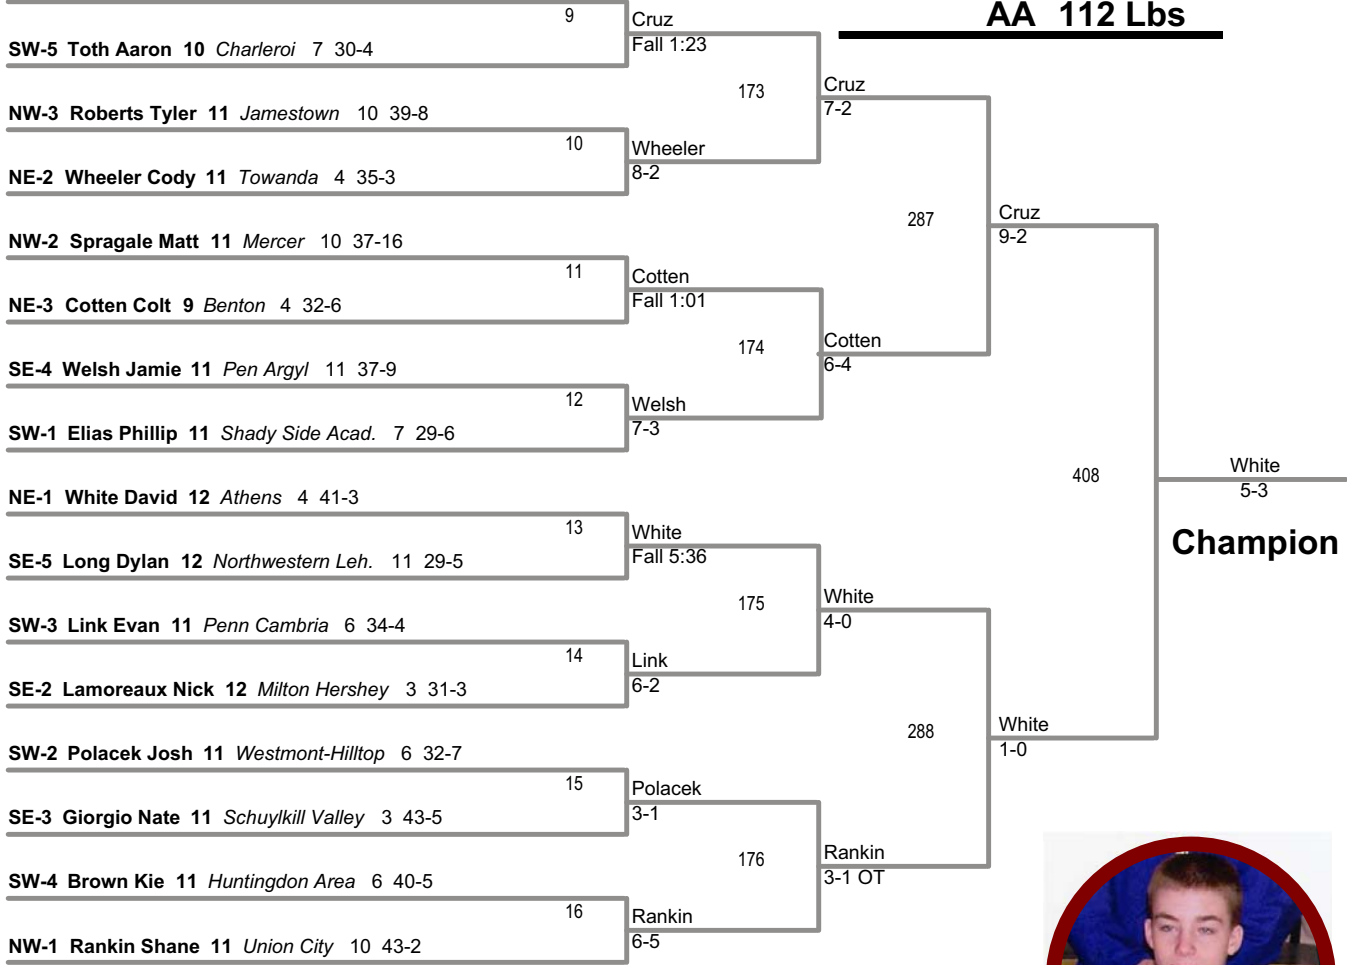 AA 112 Lbs
9
Cruz
Fall 1:23
SW-5 Toth Aaron 10 Charleroi 7 30-4
173
Cruz
7-2
NW-3 Roberts Tyler 11 Jamestown 10 39-8
10
Wheeler
8-2
NE-2 Wheeler Cody 11 Towanda 4 35-3
287
Cruz
9-2
NW-2 Spragale Matt 11 Mercer 10 37-16
11
Cotten
Fall 1:01
NE-3 Cotten Colt 9 Benton 4 32-6
174
Cotten
6-4
SE-4 Welsh Jamie 11 Pen Argyl 11 37-9
12
Welsh
7-3
SW-1 Elias Phillip 11 Shady Side Acad. 7 29-6
408
White
5-3
Champion
NE-1 White David 12 Athens 4 41-3
13
White
Fall 5:36
SE-5 Long Dylan 12 Northwestern Leh. 11 29-5
175
White
4-0
SW-3 Link Evan 11 Penn Cambria 6 34-4
14
Link
6-2
SE-2 Lamoreaux Nick 12 Milton Hershey 3 31-3
288
White
1-0
SW-2 Polacek Josh 11 Westmont-Hilltop 6 32-7
15
Polacek
3-1
SE-3 Giorgio Nate 11 Schuylkill Valley 3 43-5
176
Rankin
3-1 OT
SW-4 Brown Kie 11 Huntingdon Area 6 40-5
16
Rankin
6-5
NW-1 Rankin Shane 11 Union City 10 43-2